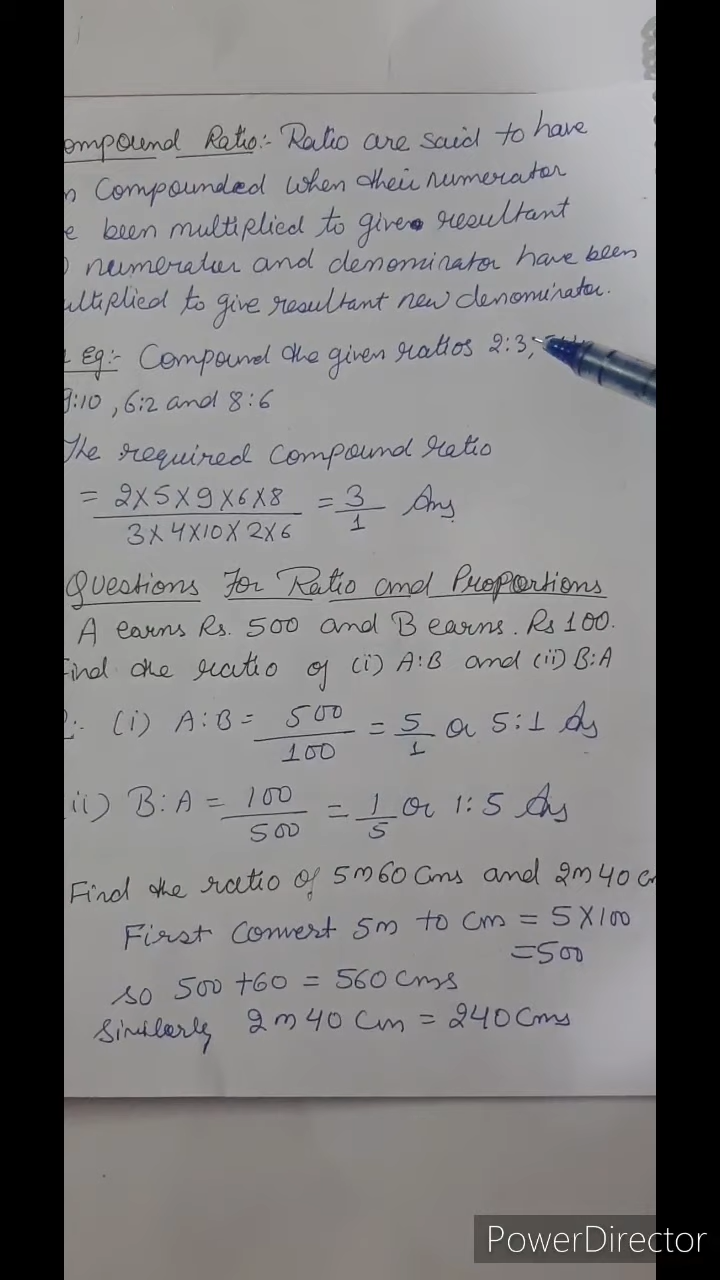 ompound Ratio:- Ratio are said to have
n Compounded when their numerator
e been multiplied to give resultant
numerator and denominator have been
ultiplied to give resultant new denominator.
Eg:- Compound the given ratios 2:3,
9:10 , 6:2 and 8:6
The required compound ratio
= 2X5X9X6X8 / 3X4X10X2X6 = 3/1 Ans
Questions For Ratio and Proportions
A earns Rs. 500 and B earns. Rs 100.
Find the ratio of (i) A:B and (ii) B:A
(i) A:B = 500/100 = 5/1 or 5:1 Ans
ii) B:A = 100/500 = 1/5 or 1:5 Ans
Find the ratio of 5m60 Cms and 2m 40 c
First Convert 5m to cm = 5X100
=500
so 500 +60 = 560 cms
Similarly 2m 40 Cm = 240 Cms
PowerDirector